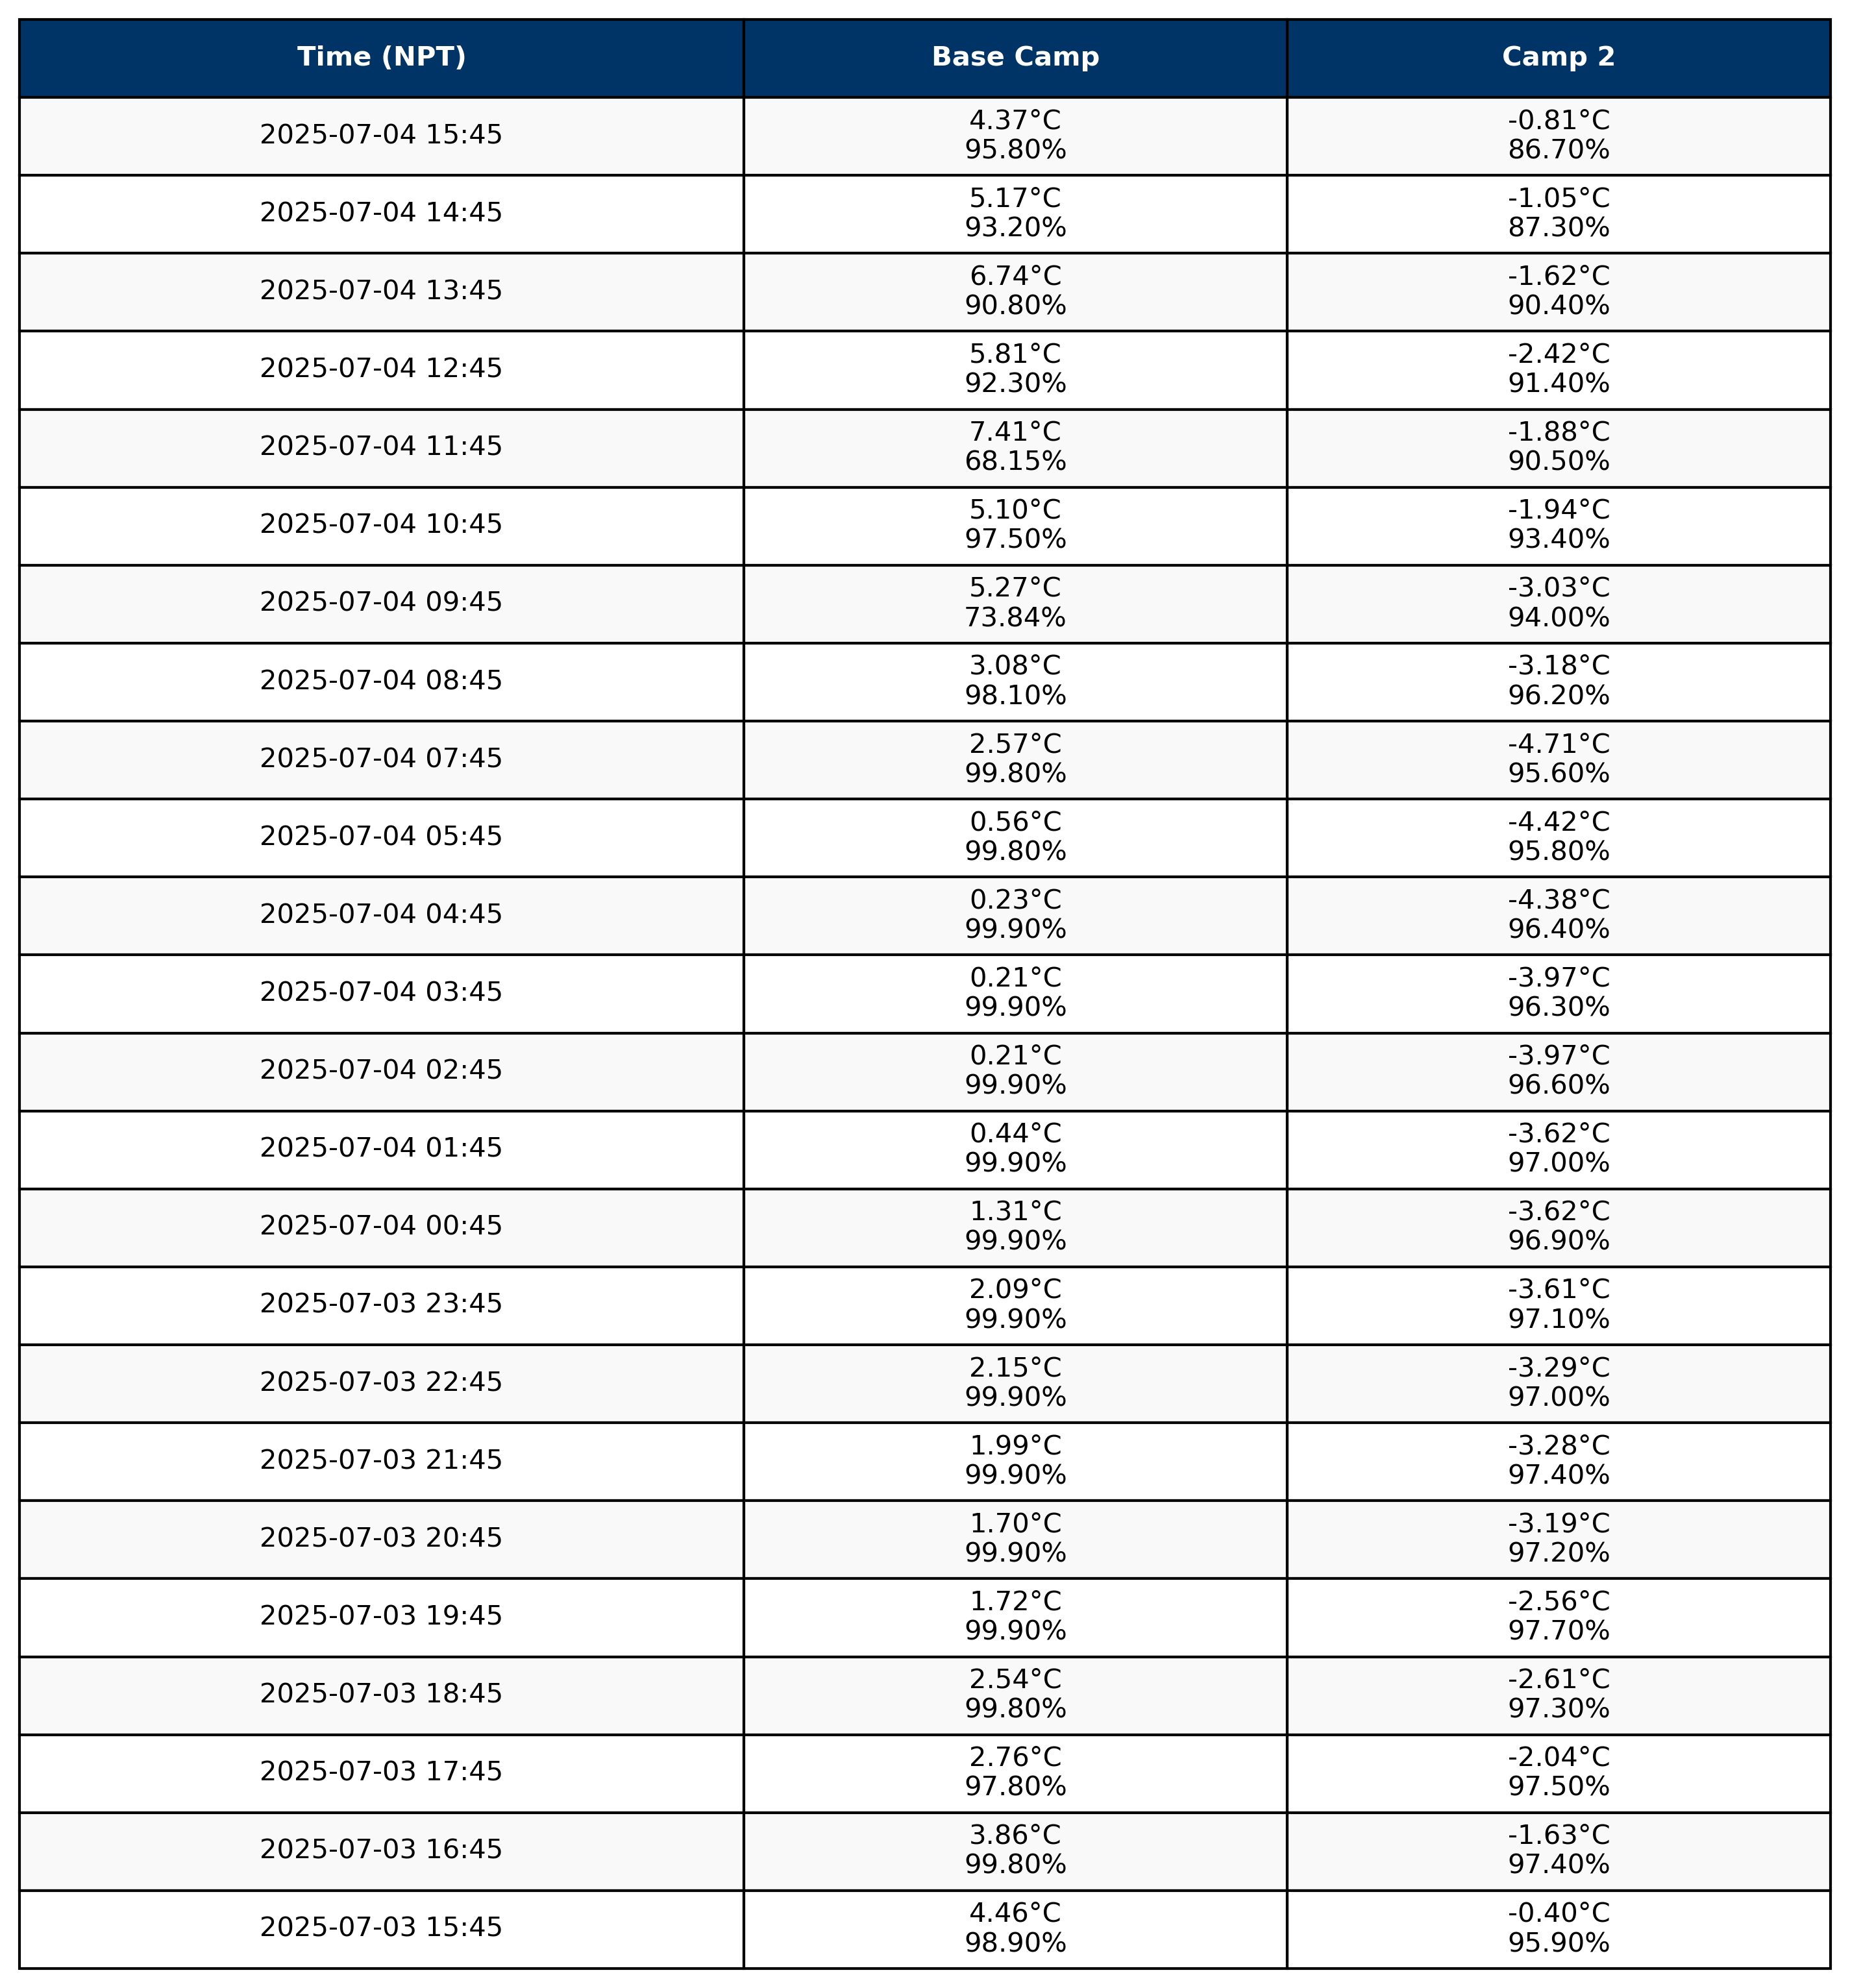 Time (NPT) Base Camp Camp 2
2025-07-04 15:45 4.37°C -0.81°C
95.80% 86.70%
2025-07-04 14:45 5.17°C -1.05°C
93.20% 87.30%
2025-07-04 13:45 6.74°C -1.62°C
90.80% 90.40%
2025-07-04 12:45 5.81°C -2.42°C
92.30% 91.40%
2025-07-04 11:45 7.41°C -1.88°C
68.15% 90.50%
2025-07-04 10:45 5.10°C -1.94°C
97.50% 93.40%
2025-07-04 09:45 5.27°C -3.03°C
73.84% 94.00%
2025-07-04 08:45 3.08°C -3.18°C
98.10% 96.20%
2025-07-04 07:45 2.57°C -4.71°C
99.80% 95.60%
2025-07-04 05:45 0.56°C -4.42°C
99.80% 95.80%
2025-07-04 04:45 0.23°C -4.38°C
99.90% 96.40%
2025-07-04 03:45 0.21°C -3.97°C
99.90% 96.30%
2025-07-04 02:45 0.21°C -3.97°C
99.90% 96.60%
2025-07-04 01:45 0.44°C -3.62°C
99.90% 97.00%
2025-07-04 00:45 1.31°C -3.62°C
99.90% 96.90%
2025-07-03 23:45 2.09°C -3.61°C
99.90% 97.10%
2025-07-03 22:45 2.15°C -3.29°C
99.90% 97.00%
2025-07-03 21:45 1.99°C -3.28°C
99.90% 97.40%
2025-07-03 20:45 1.70°C -3.19°C
99.90% 97.20%
2025-07-03 19:45 1.72°C -2.56°C
99.90% 97.70%
2025-07-03 18:45 2.54°C -2.61°C
99.80% 97.30%
2025-07-03 17:45 2.76°C -2.04°C
97.80% 97.50%
2025-07-03 16:45 3.86°C -1.63°C
99.80% 97.40%
2025-07-03 15:45 4.46°C -0.40°C
98.90% 95.90%